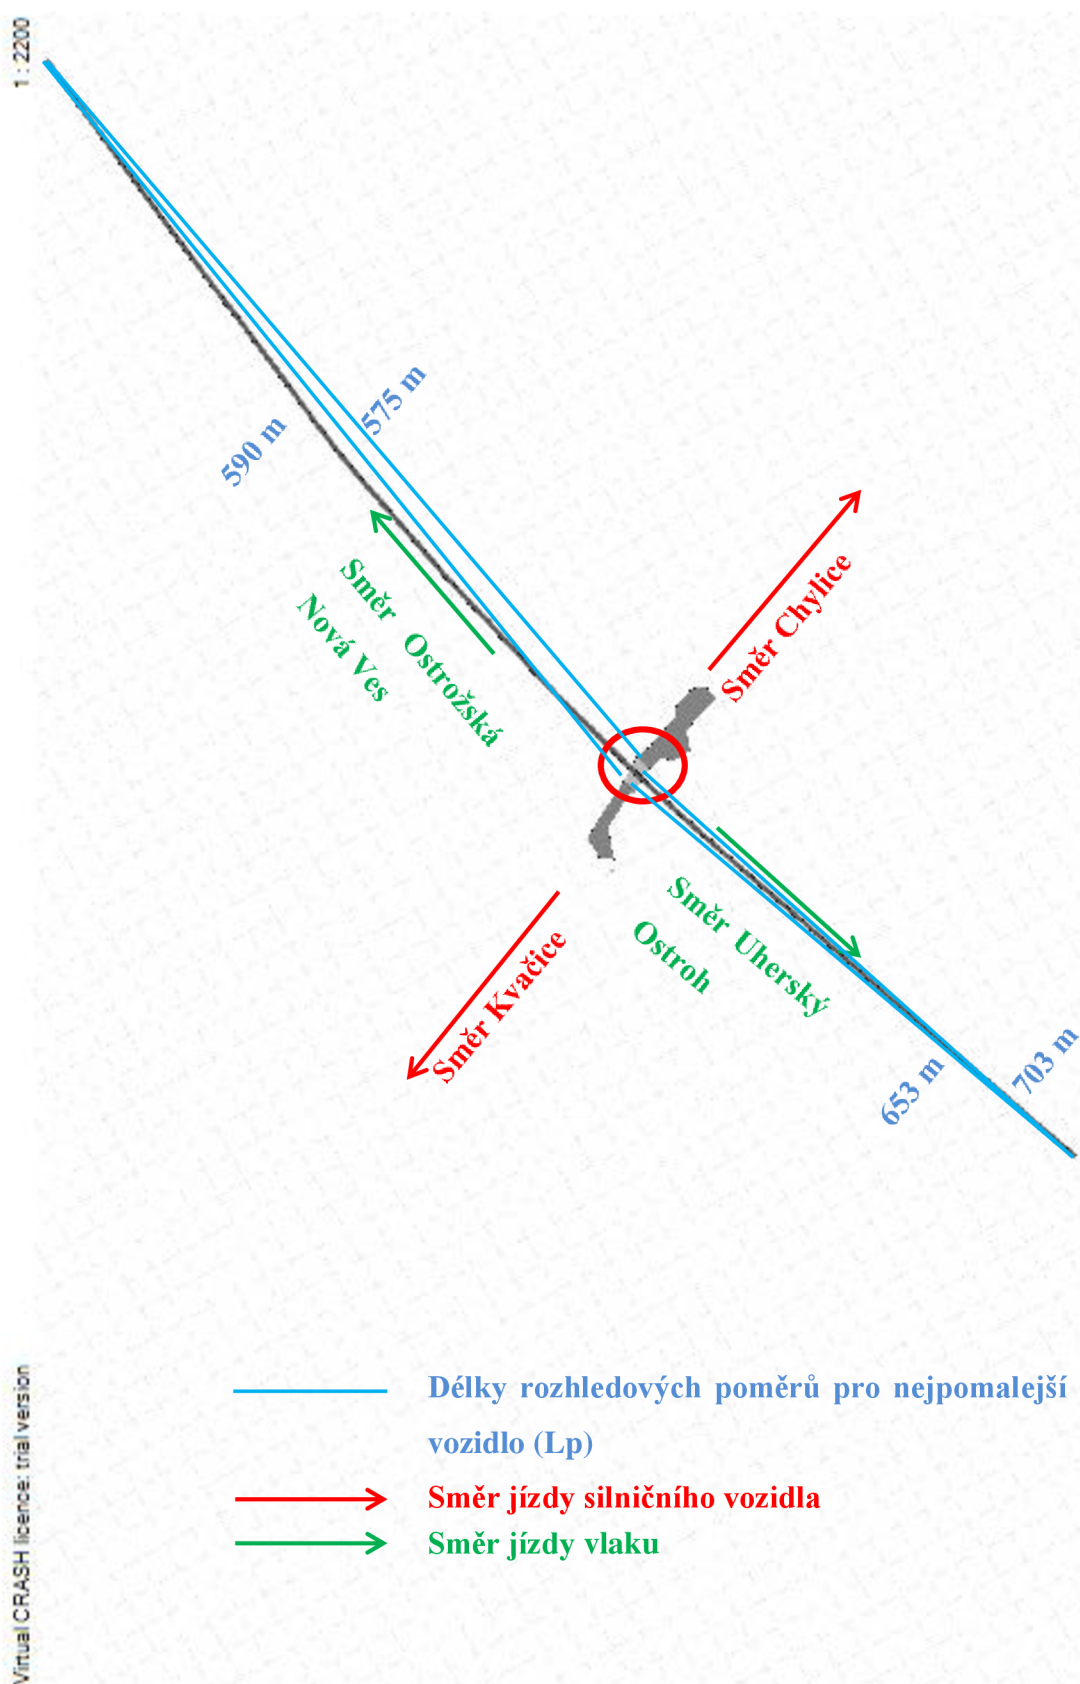 1 : 2200
575 m
590 m
Směr Ostrožská
Nová Ves
Směr Chylice
Směr Uherský
Ostroh
Směr Kvačice
653 m
703 m
Délky rozhledových poměrů pro nejpomalejší
vozidlo (Lp)
Směr jízdy silničního vozidla
Směr jízdy vlaku
Virtual CRASH licence: trial version